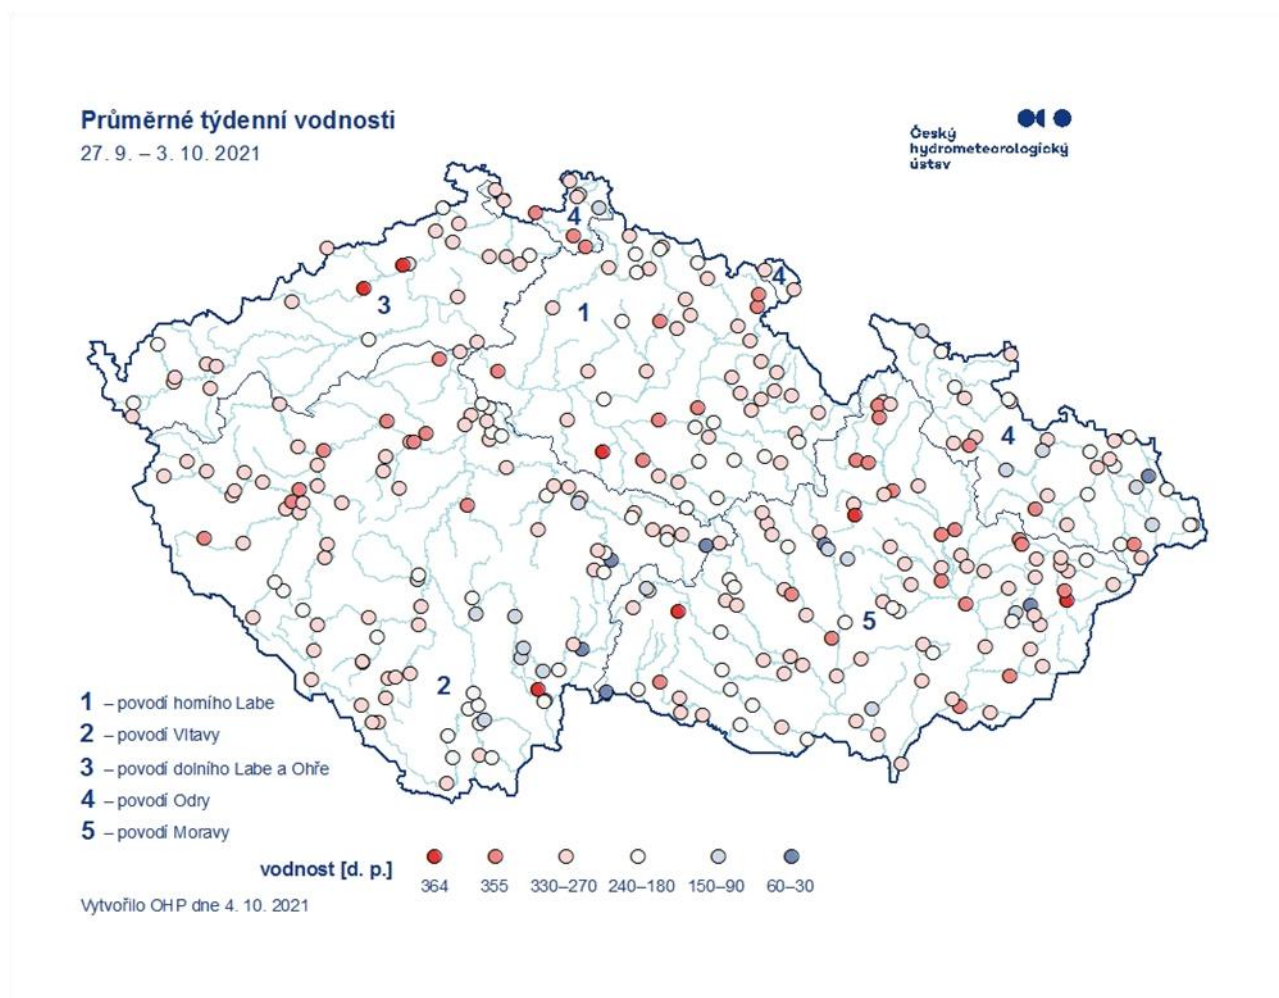 Průměrné týdenní vodnosti
27. 9. – 3. 10. 2021
Český
hydrometeorologický
ústav
4
4
3
1
4
5
2
1 – povodí horního Labe
2 – povodí Vltavy
3 – povodí dolního Labe a Ohře
4 – povodí Odry
5 – povodí Moravy
vodnost [d. p.]
364 355 330–270 240–180 150–90 60–30
Vytvořilo OHP dne 4. 10. 2021